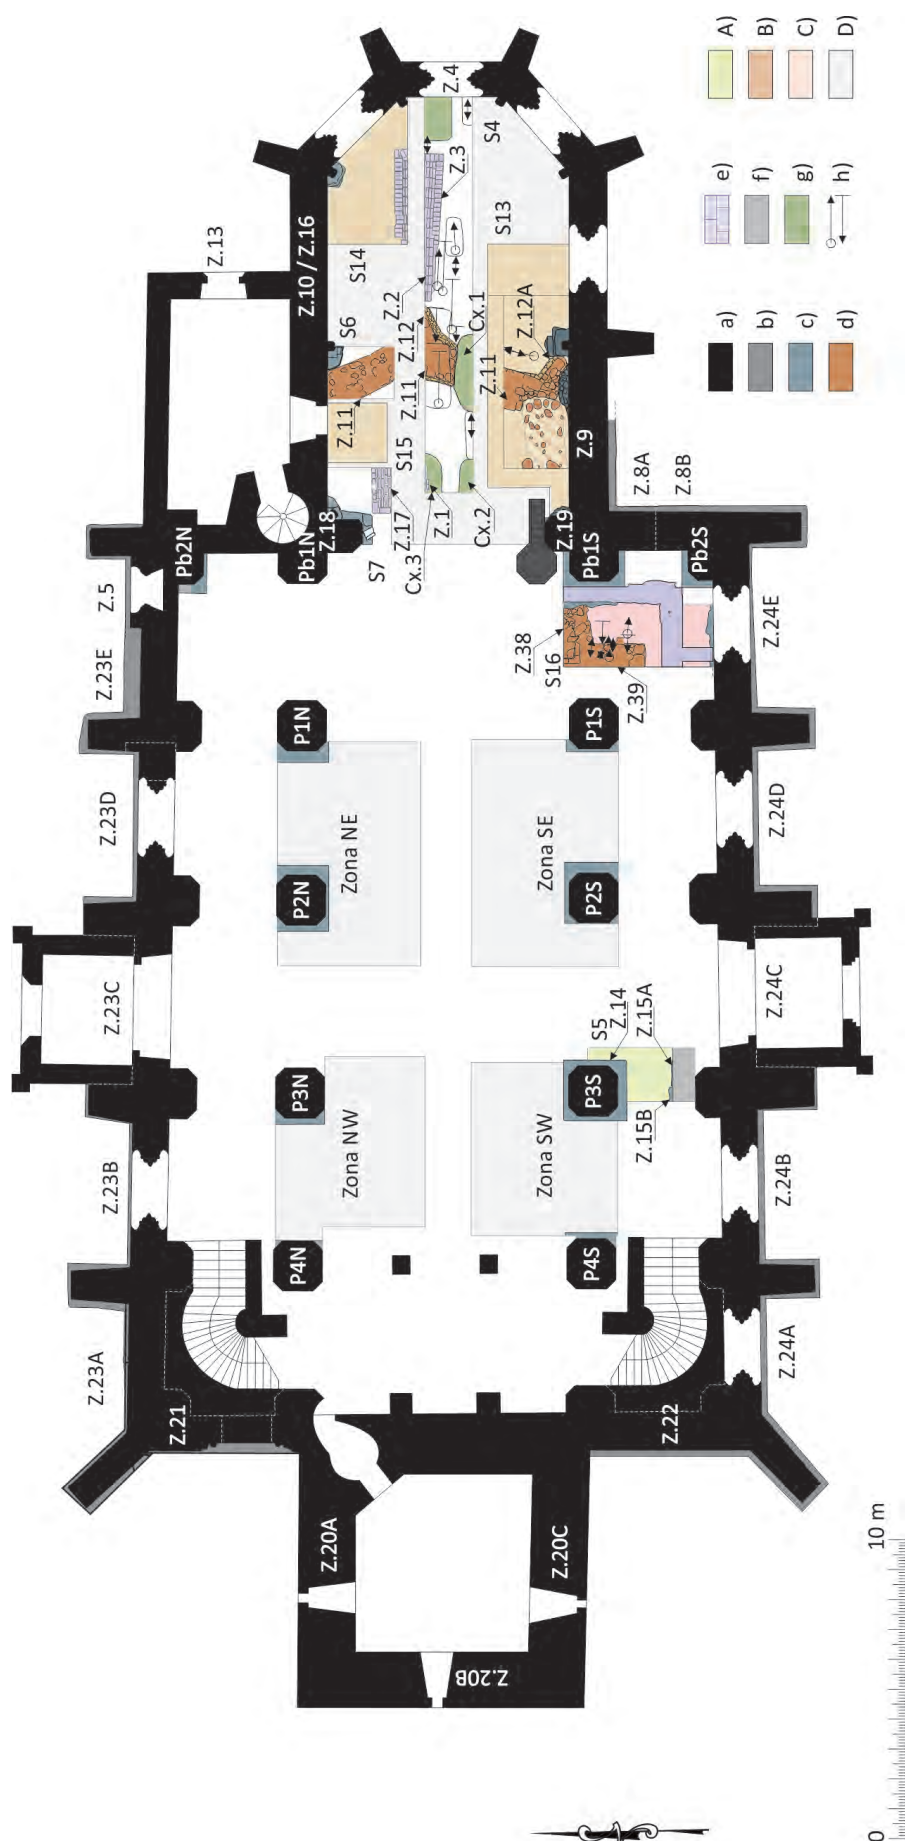 Z.4
Z.3
S4
S13
Z.13
Z.10 / Z.16
S14
Z.2
Z.12
Z.12A
Cx.1
S6
Z.11
Z.11
Z.11
S15
Z.9
Z.1
Cx.2
Cx.3
Z.17
S7
Z.18
Z.19
Z.8A
Z.8B
Pb2N
Pb1N
Pb1S
Pb2S
Z.5
Z.23E
Z.24E
Z.38
S16
Z.39
P1N
P1S
Z.23D
Z.24D
Zona NE
Zona SE
P2N
P2S
Z.23C
Z.24C
S5
Z.14
Z.15A
Z.15B
P3N
P3S
Zona NW
Zona SW
Z.23B
Z.24B
P4N
P4S
Z.23A
Z.24A
Z.21
Z.22
Z.20A
Z.20C
Z.20B
a)
b)
c)
d)
e)
f)
g)
h)
A)
B)
C)
D)
0
10 m